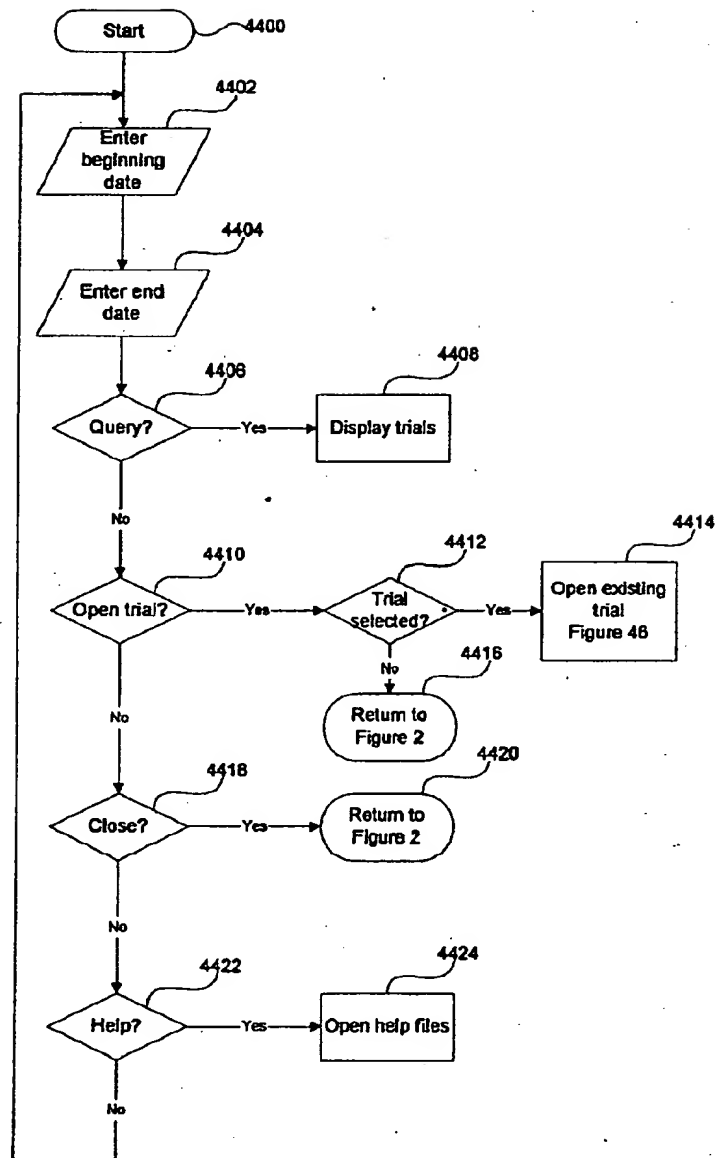 Start
4400
4402
Enter
beginning
date
4404
Enter end
date
4406
Query?
Yes
4408
Display trials
No
4410
Open trial?
Yes
4412
Trial
selected?
Yes
4414
Open existing
trial
Figure 46
No
4416
Return to
Figure 2
No
4418
Close?
Yes
4420
Return to
Figure 2
No
4422
Help?
Yes
4424
Open help files
No